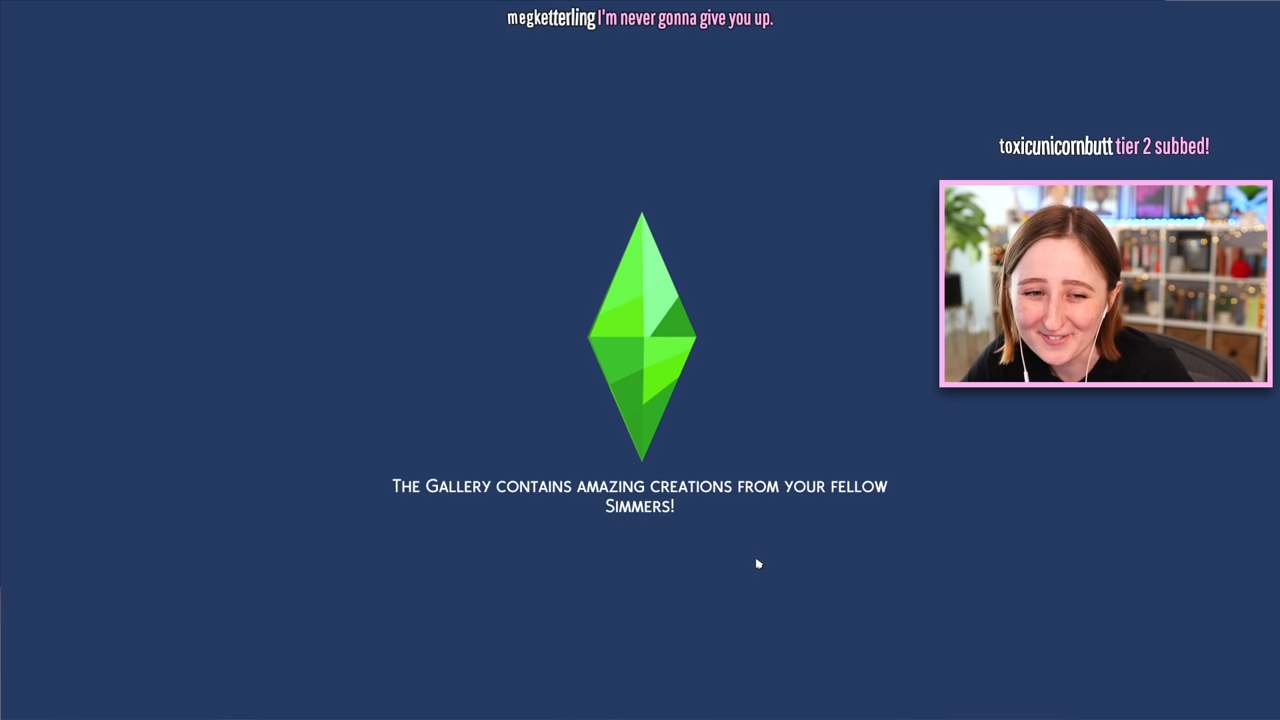 megketterling I'm never gonna give you up.
toxicunicornbutt tier 2 subbed!
The Gallery contains amazing creations from your fellow
Simmers!